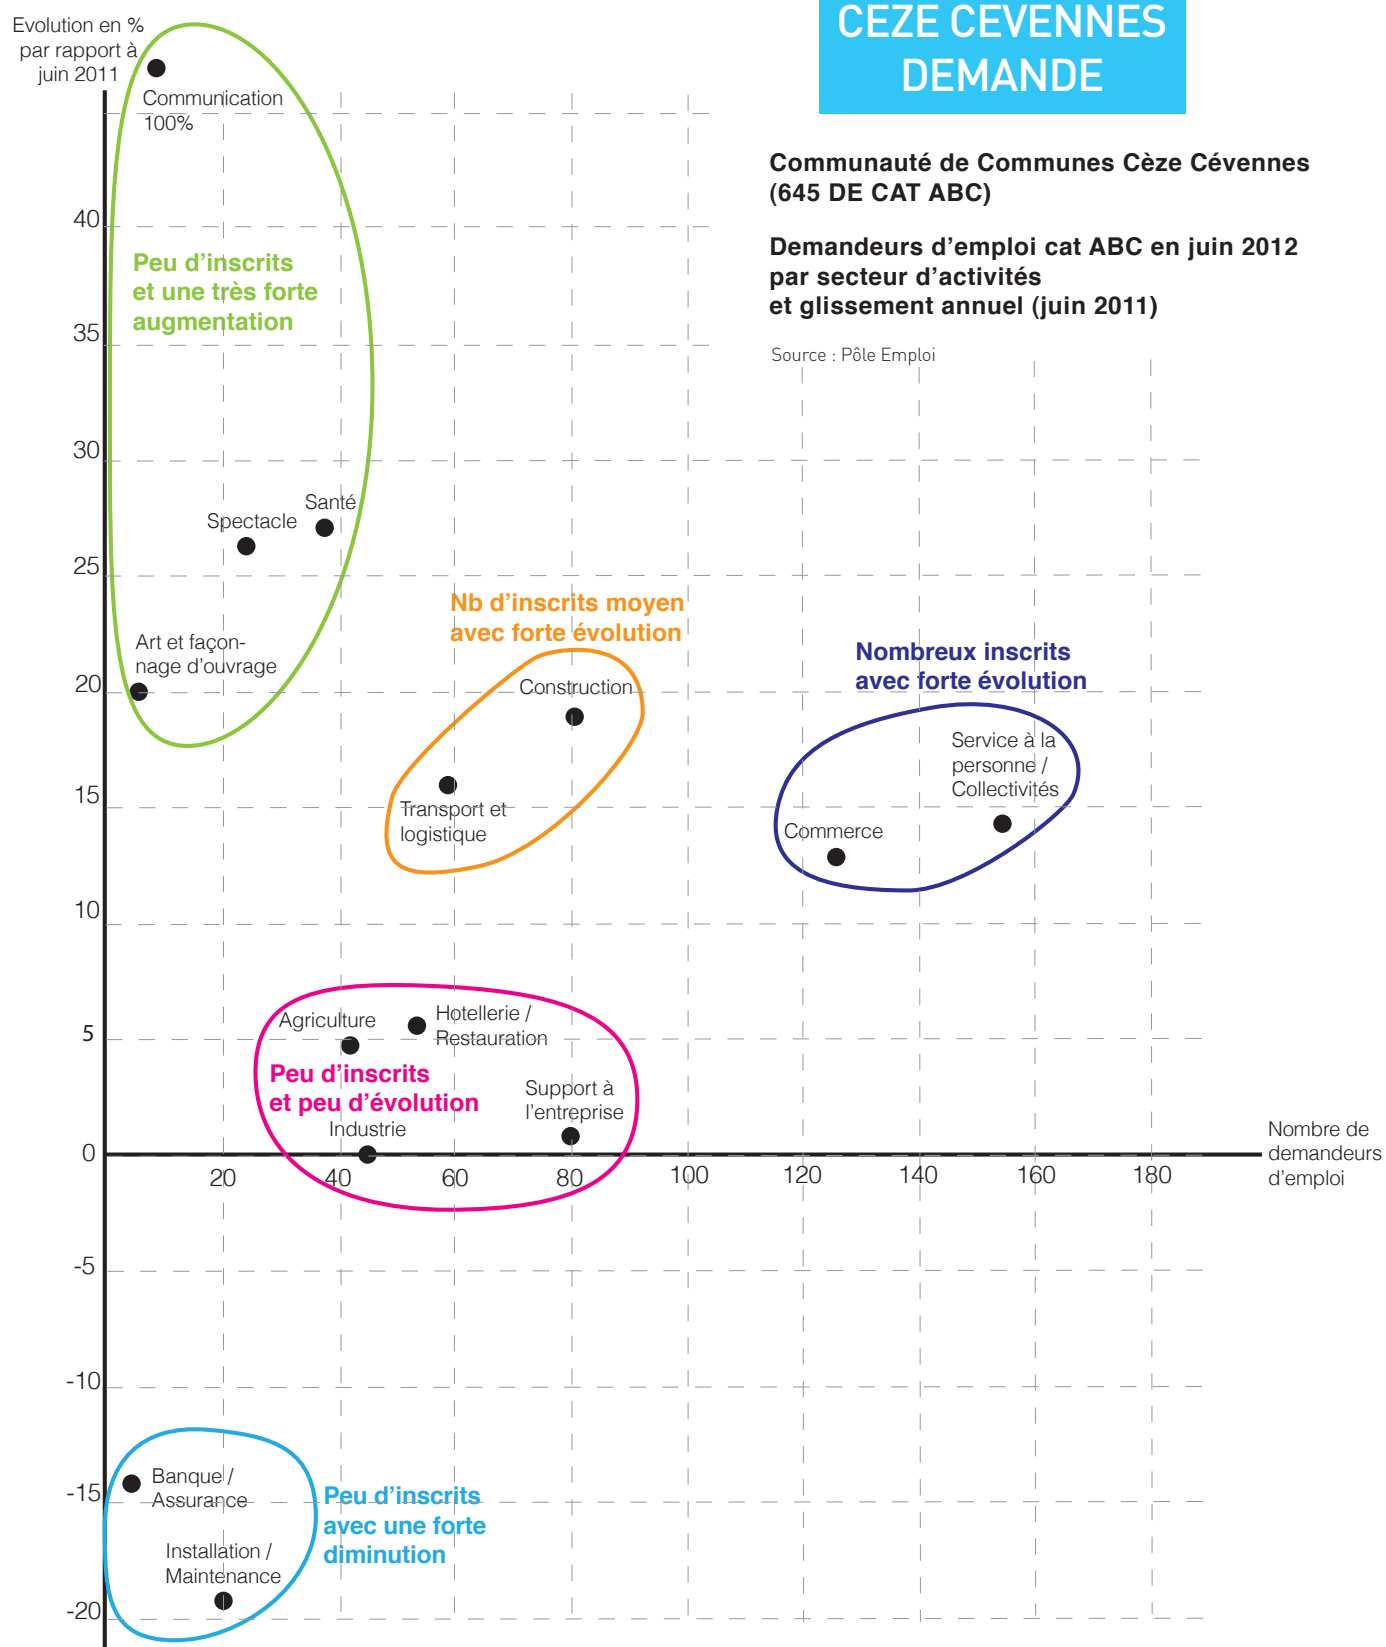 Evolution en %
par rapport à
juin 2011
CEZE CEVENNES
DEMANDE
Communauté de Communes Cèze Cévennes
(645 DE CAT ABC)
Demandeurs d’emploi cat ABC en juin 2012
par secteur d’activités
et glissement annuel (juin 2011)
Source : Pôle Emploi
Communication
100%
40
Peu d’inscrits
et une très forte
augmentation
35
30
Santé
Spectacle
25
Nb d’inscrits moyen
avec forte évolution
Art et façon-
nage d’ouvrage
Nombreux inscrits
avec forte évolution
20
Construction
Service à la
personne /
Collectivités
15
Transport et
logistique
Commerce
10
Agriculture
Hotellerie /
Restauration
5
Peu d’inscrits
et peu d’évolution
Support à
l’entreprise
Industrie
0
20
40
60
80
100
120
140
160
180
Nombre de
demandeurs
d’emploi
-5
-10
Banque /
Assurance
-15
Peu d’inscrits
avec une forte
diminution
Installation /
Maintenance
-20